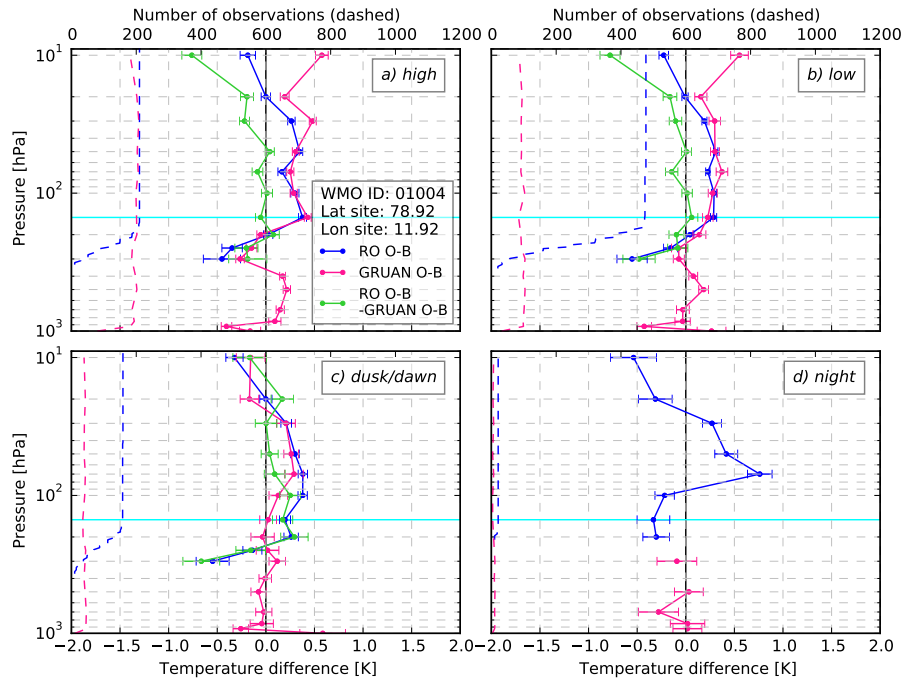 Number of observations (dashed) Number of observations (dashed)
0 200 400 600 800 1000 1200 0 200 400 600 800 1000 1200
10¹ a) high b) low
Pressure [hPa] Pressure [hPa]
10²
WMO ID: 01004
Lat site: 78.92
Lon site: 11.92
RO O-B
GRUAN O-B
RO O-B
-GRUAN O-B
10³
10¹ c) dusk/dawn d) night
Pressure [hPa] Pressure [hPa]
10²
10³
−2.0 −1.5 −1.0 −0.5 0.0 0.5 1.0 1.5 2.0 −2.0 −1.5 −1.0 −0.5 0.0 0.5 1.0 1.5 2.0
Temperature difference [K] Temperature difference [K]